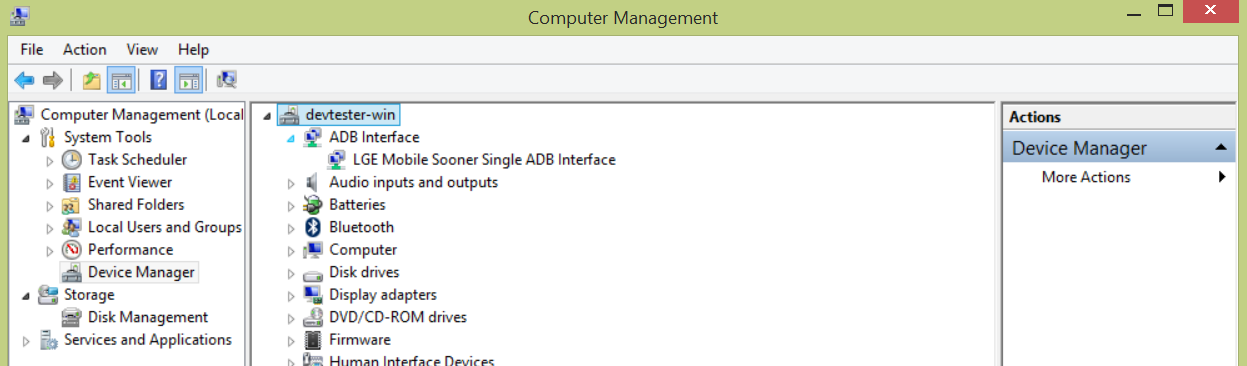 Computer Management
File Action View Help
Computer Management (Local
System Tools
Task Scheduler
Event Viewer
Shared Folders
Local Users and Groups
Performance
Device Manager
Storage
Disk Management
Services and Applications
devtester-win
ADB Interface
LGE Mobile Sooner Single ADB Interface
Audio inputs and outputs
Batteries
Bluetooth
Computer
Disk drives
Display adapters
DVD/CD-ROM drives
Firmware
Human Interface Devices
Actions
Device Manager
More Actions